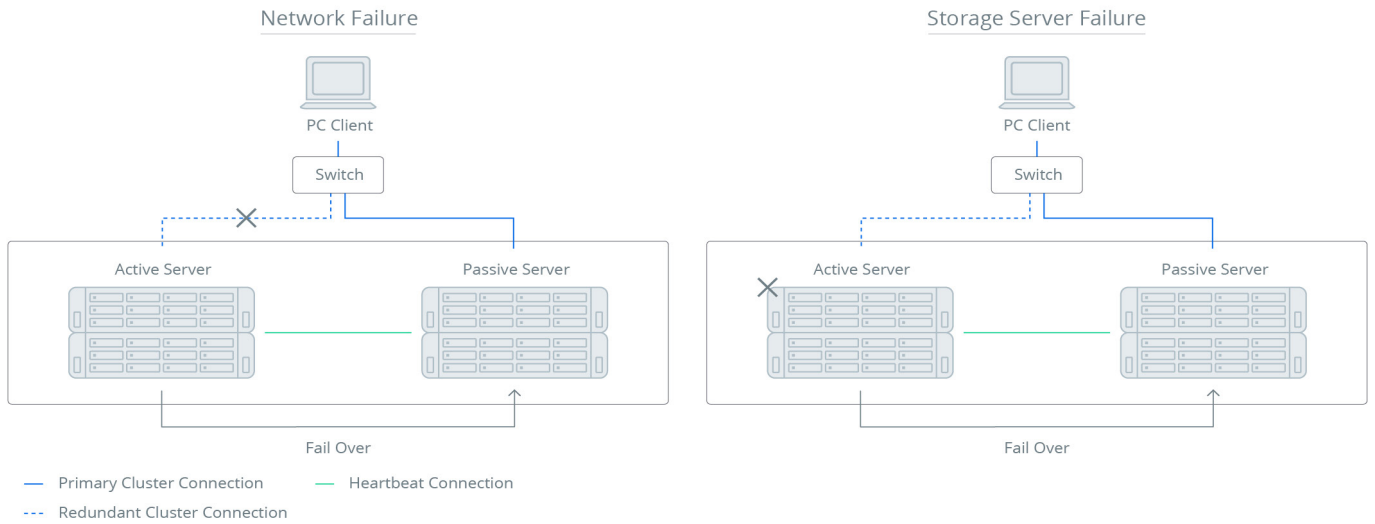 Network Failure
PC Client
Switch
Active Server
Passive Server
Fail Over
Storage Server Failure
PC Client
Switch
Active Server
Passive Server
Fail Over
Primary Cluster Connection
Heartbeat Connection
Redundant Cluster Connection